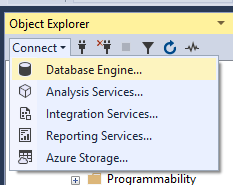 Object Explorer
Connect
Database Engine...
Analysis Services...
Integration Services...
Reporting Services...
Azure Storage...
Programmability